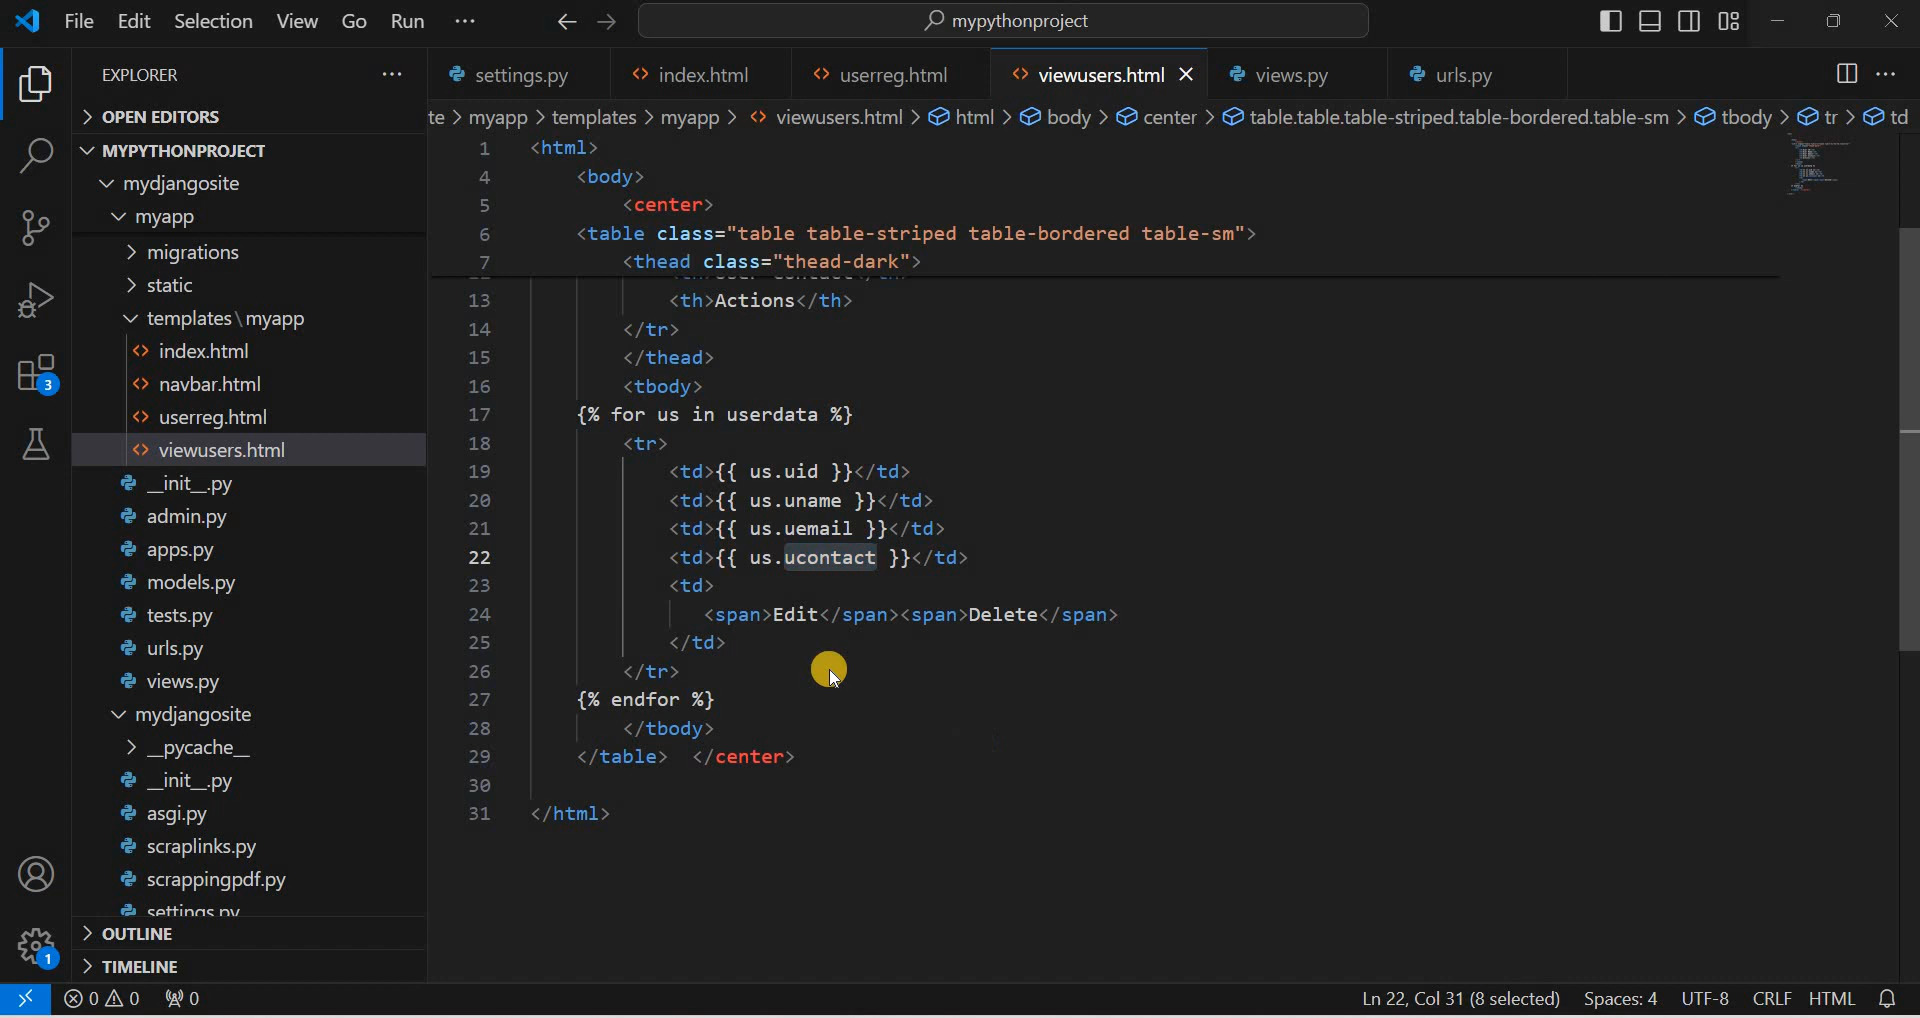 File Edit Selection View Go Run ··· mypythonproject
EXPLORER ···
settings.py index.html userreg.html viewusers.html views.py urls.py ···
OPEN EDITORS
te > myapp > templates > myapp > viewusers.html > html > body > center > table.table.table-striped.table-bordered.table-sm > tbody > tr > td
MYPYTHONPROJECT
mydjangosite
myapp
migrations
static
templates\myapp
index.html
navbar.html
userreg.html
viewusers.html
__init__.py
admin.py
apps.py
models.py
tests.py
urls.py
views.py
mydjangosite
__pycache__
__init__.py
asgi.py
scraplinks.py
scrappingpdf.py
settings.py
OUTLINE
TIMELINE
3
1
1 <html>
4 <body>
5 <center>
6 <table class="table table-striped table-bordered table-sm">
7 <thead class="thead-dark">
13 <th>Actions</th>
14 </tr>
15 </thead>
16 <tbody>
17 {% for us in userdata %}
18 <tr>
19 <td>{{ us.uid }}</td>
20 <td>{{ us.uname }}</td>
21 <td>{{ us.uemail }}</td>
22 <td>{{ us.ucontact }}</td>
23 <td>
24 <span>Edit</span><span>Delete</span>
25 </td>
26 </tr>
27 {% endfor %}
28 </tbody>
29 </table> </center>
30
31 </html>
0 0 0 Ln 22, Col 31 (8 selected) Spaces: 4 UTF-8 CRLF HTML